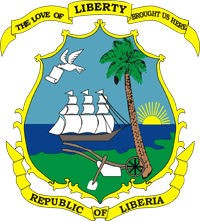 THE LOVE OF LIBERTY BROUGHT US HERE
REPUBLIC OF LIBERIA